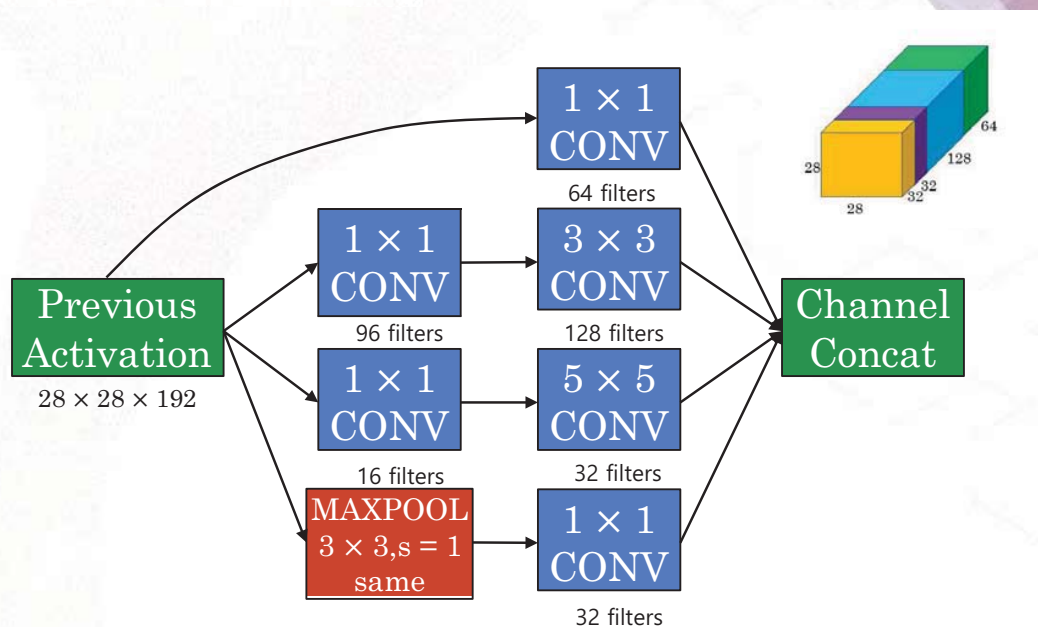 1 × 1
CONV
64 filters
28
28
32
32
128
64
1 × 1
CONV
96 filters
3 × 3
CONV
128 filters
Previous
Activation
28 × 28 × 192
Channel
Concat
1 × 1
CONV
16 filters
5 × 5
CONV
32 filters
MAXPOOL
3 × 3,s = 1
same
1 × 1
CONV
32 filters